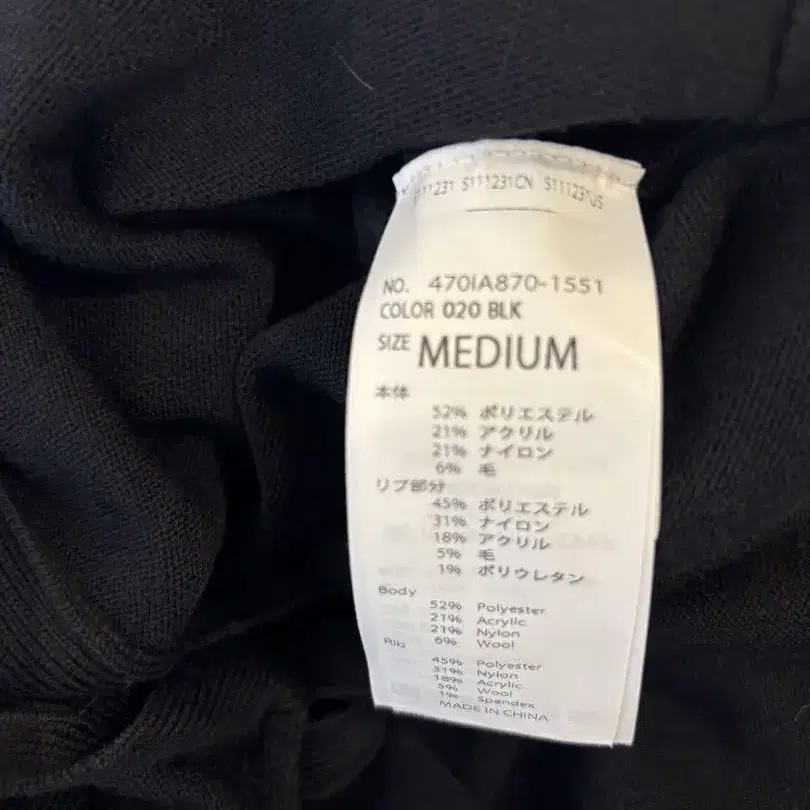 S111231CN S111231US
NO. 470IA870-1551
COLOR 020 BLK
SIZE MEDIUM
本体
52% ポリエステル
21% アクリル
21% ナイロン
6% 毛
リブ部分
45% ポリエステル
31% ナイロン
18% アクリル
5% 毛
1% ポリウレタン
Body
52% Polyester
21% Acrylic
21% Nylon
6% Wool
Rib
45% Polyester
31% Nylon
18% Acrylic
5% Wool
1% Spandex
MADE IN CHINA